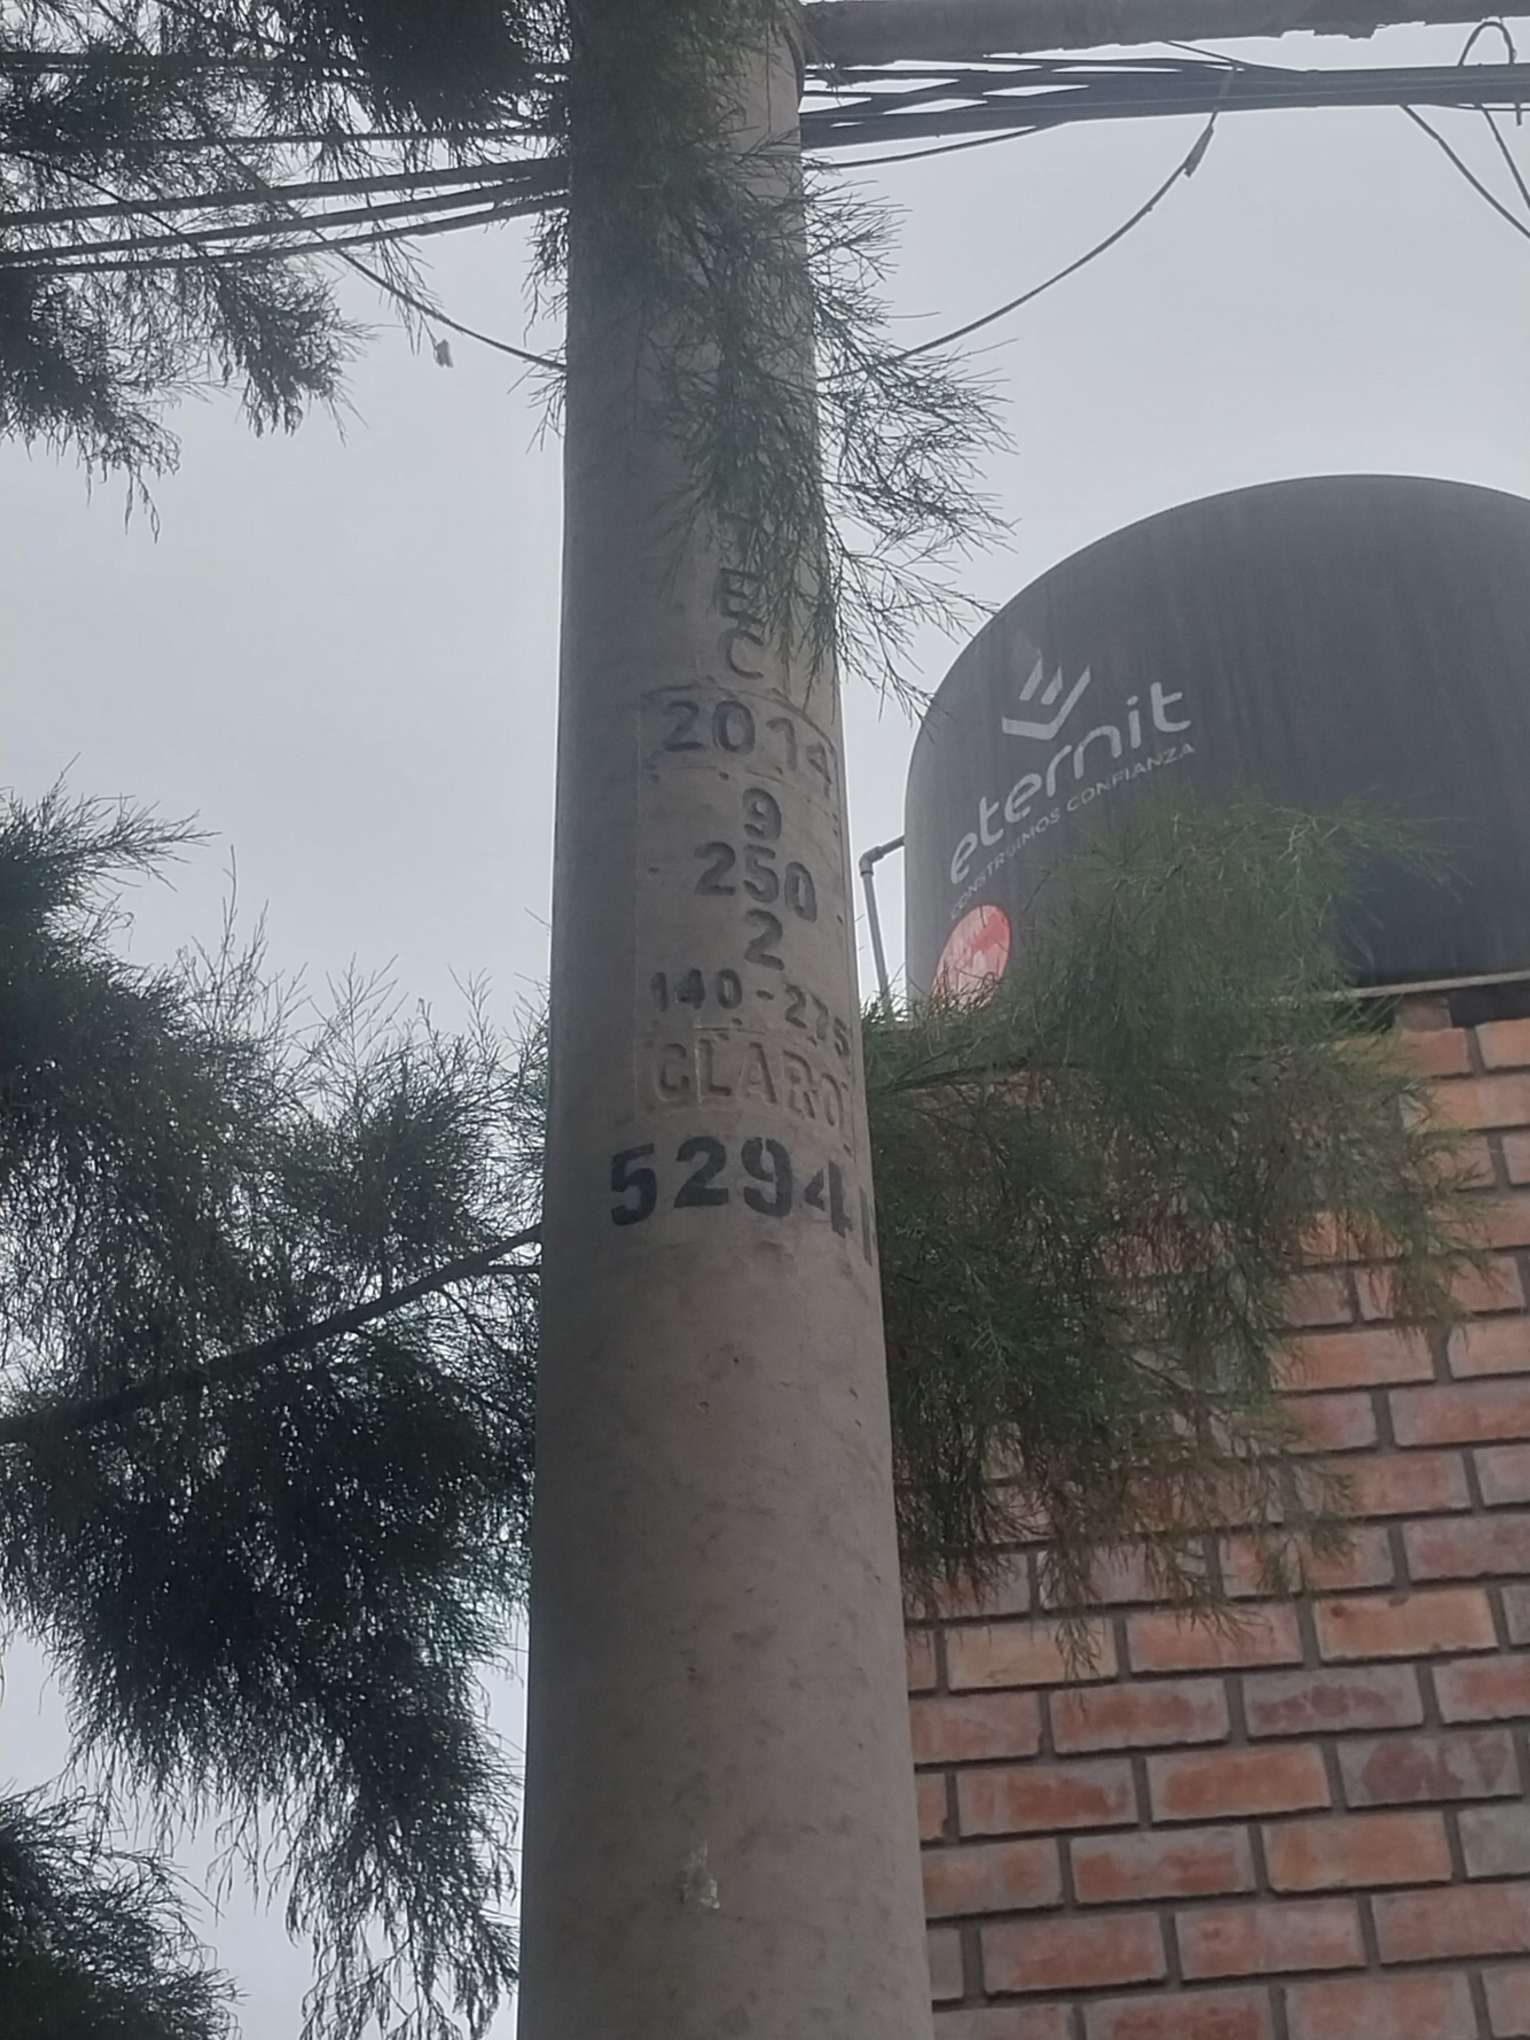 E
C
2014
9
250
2
140-275
CLARO
5294
eternit
CONSTRUIMOS CONFIANZA